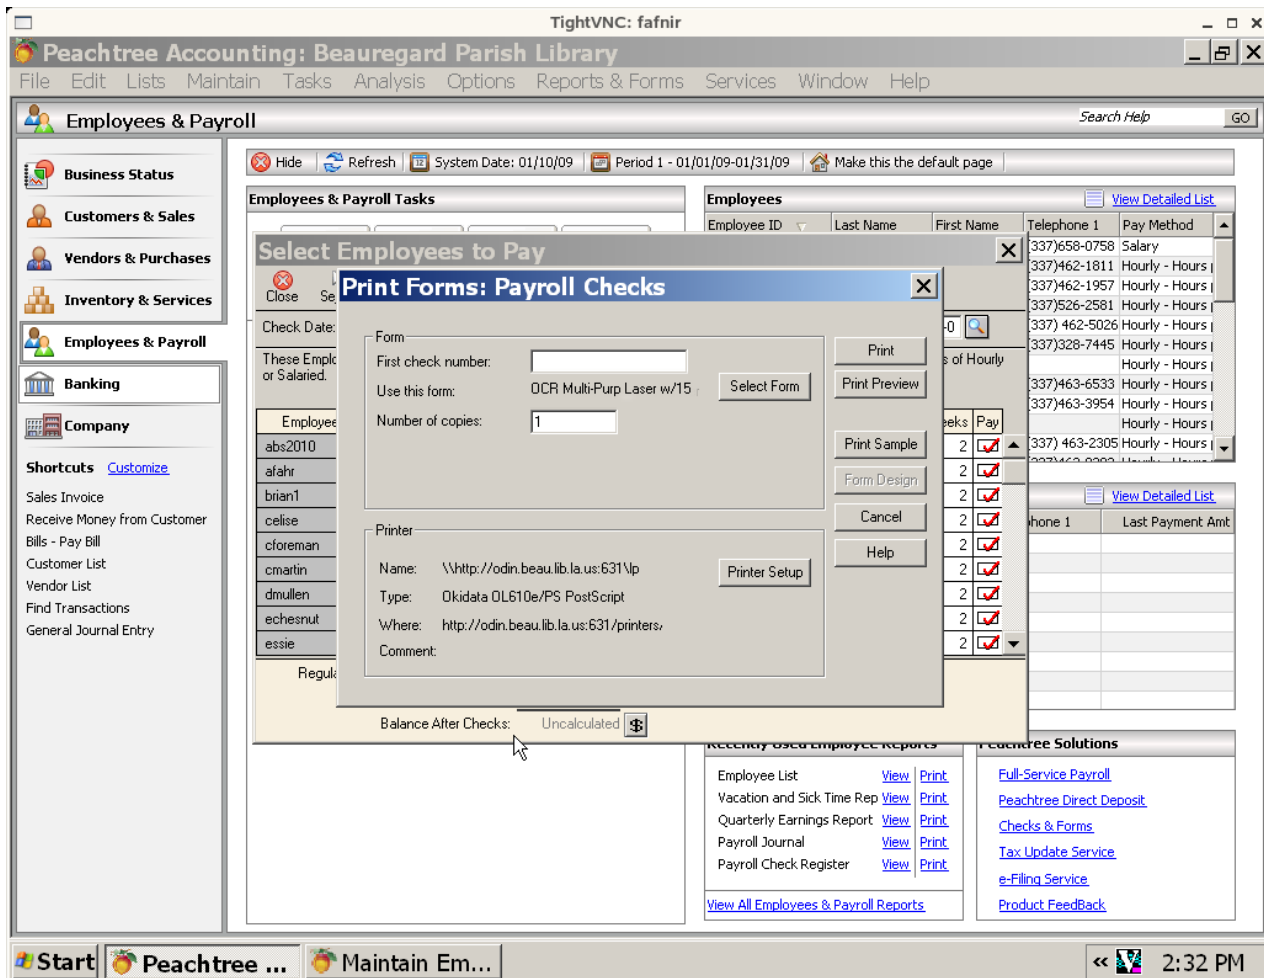 TightVNC: fafnir
Peachtree Accounting: Beauregard Parish Library
File Edit Lists Maintain Tasks Analysis Options Reports & Forms Services Window Help
Employees & Payroll
Search Help GO
Business Status
Customers & Sales
Vendors & Purchases
Inventory & Services
Employees & Payroll
Banking
Company
Shortcuts Customize
Sales Invoice
Receive Money from Customer
Bills - Pay Bill
Customer List
Vendor List
Find Transactions
General Journal Entry
Hide Refresh System Date: 01/10/09 Period 1 - 01/01/09-01/31/09 Make this the default page
Employees & Payroll Tasks
Employees View Detailed List
Employee ID Last Name First Name Telephone 1 Pay Method
(337)658-0758 Salary
(337)462-1811 Hourly - Hours
(337)462-1957 Hourly - Hours
(337)526-2581 Hourly - Hours
(337) 462-5026 Hourly - Hours
(337)328-7445 Hourly - Hours
Hourly - Hours
(337)463-6533 Hourly - Hours
(337)463-3954 Hourly - Hours
Hourly - Hours
(337) 463-2305 Hourly - Hours
Select Employees to Pay
Close Se
Check Date: -0
These Emplo s of Hourly
or Salaried.
Employee eeks Pay
abs2010 2
afahr 2
brian1 2
celise 2
cforeman 2
cmartin 2
dmullen 2
echesnut 2
essie 2
Regula
Balance After Checks: Uncalculated
Print Forms: Payroll Checks
Form
First check number:
Use this form: OCR Multi-Purp Laser w/15 Select Form
Number of copies: 1
Print
Print Preview
Print Sample
Form Design
Cancel
Help
Printer
Name: \\http://odin.beau.lib.la.us:631\lp Printer Setup
Type: Okidata OL610e/PS PostScript
Where: http://odin.beau.lib.la.us:631/printers/
Comment:
View Detailed List
hone 1 Last Payment Amt
Recently Used Employee Reports
Employee List View Print
Vacation and Sick Time Rep View Print
Quarterly Earnings Report View Print
Payroll Journal View Print
Payroll Check Register View Print
View All Employees & Payroll Reports
Peachtree Solutions
Full-Service Payroll
Peachtree Direct Deposit
Checks & Forms
Tax Update Service
e-Filing Service
Product FeedBack
Start Peachtree ... Maintain Em... « 2:32 PM